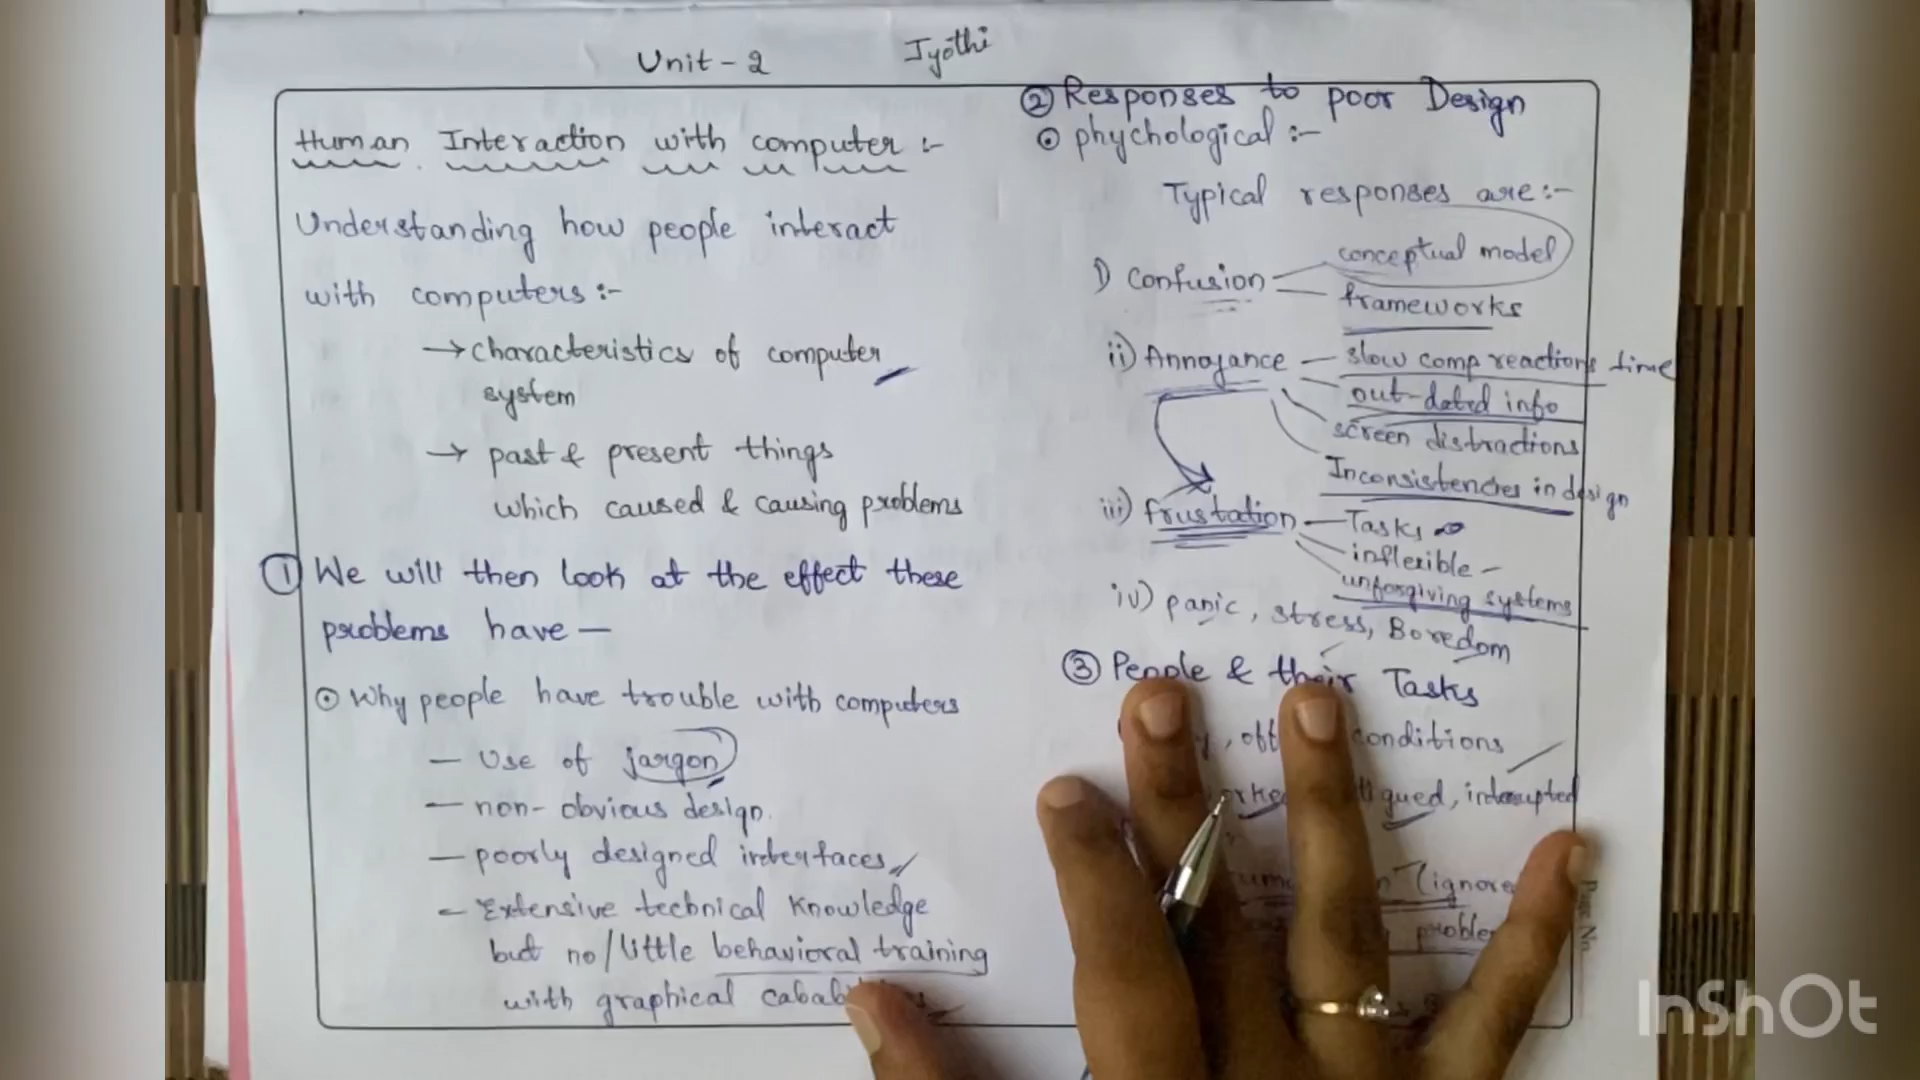 Unit - 2
Jyothi
Human Interaction with computer :-
Understanding how people interact
with computers :-
→ characteristics of computer
system
→ past & present things
which caused & causing problems
① We will then look at the effect these
problems have —
⊙ Why people have trouble with computers
— Use of jargon
— non-obvious design.
— poorly designed interfaces
— Extensive technical knowledge
but no/little behavioral training
with graphical
② Responses to poor Design
⊙ phychological :-
Typical responses are :-
i) Confusion — conceptual model
— frameworks
ii) Annoyance — slow comp reactions time
out-dated info
screen distractions
Inconsistencies in design
iii) frustation — Tasks
inflexible —
unforgiving systems
iv) panic, stress, Boredom
③ People & their Tasks
conditions
interrupted
(ignore
Page No
InShOt